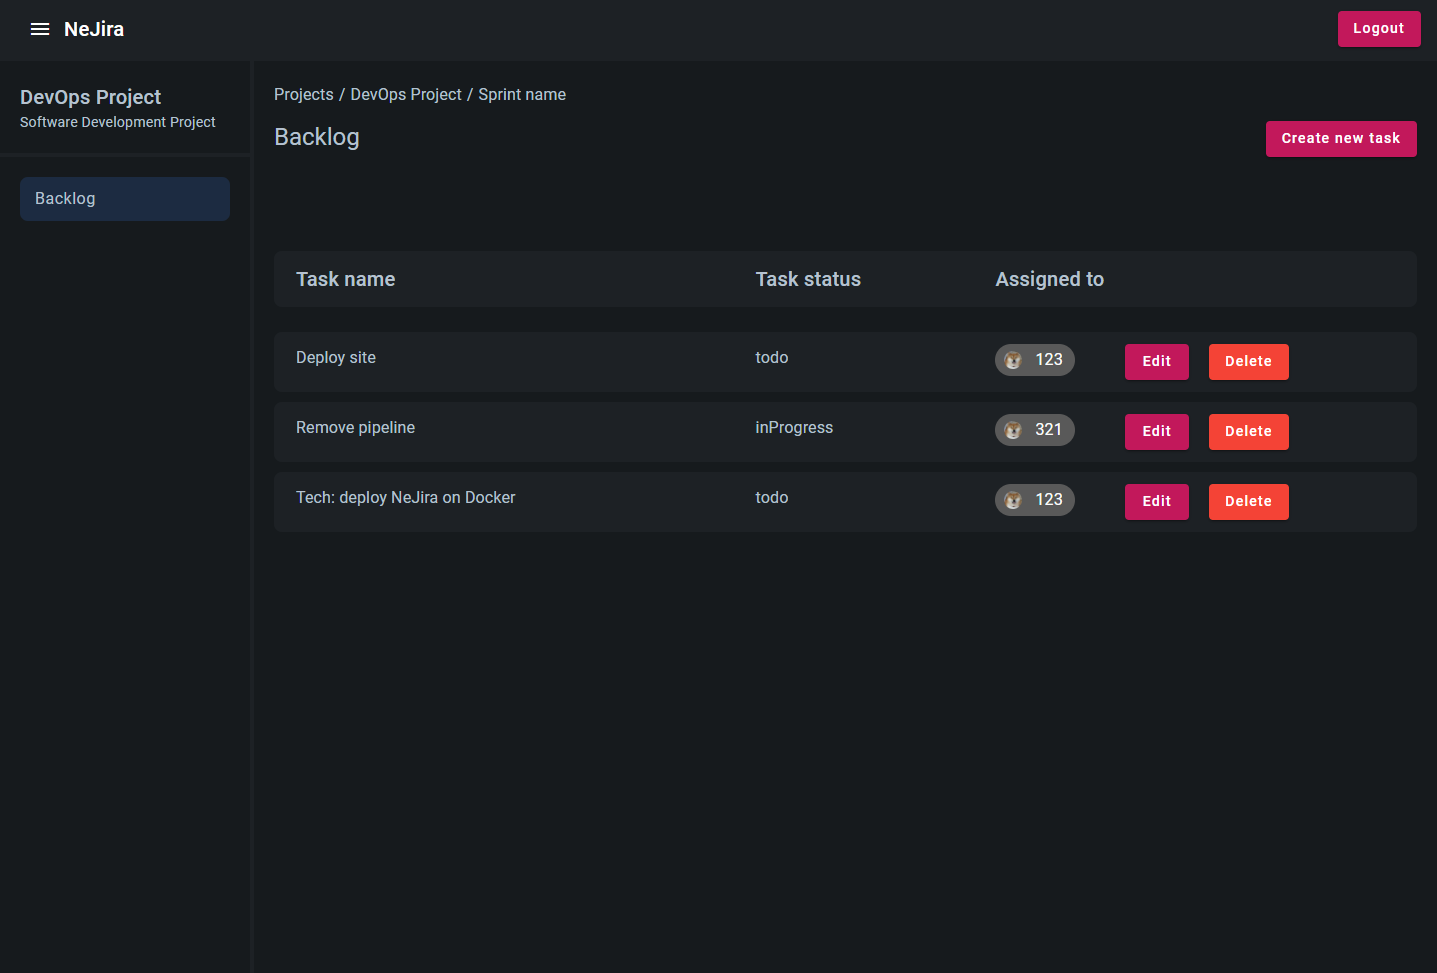 NeJira
Logout
DevOps Project
Software Development Project
Backlog
Projects / DevOps Project / Sprint name
Backlog
Create new task
Task name Task status Assigned to
Deploy site todo 123 Edit Delete
Remove pipeline inProgress 321 Edit Delete
Tech: deploy NeJira on Docker todo 123 Edit Delete